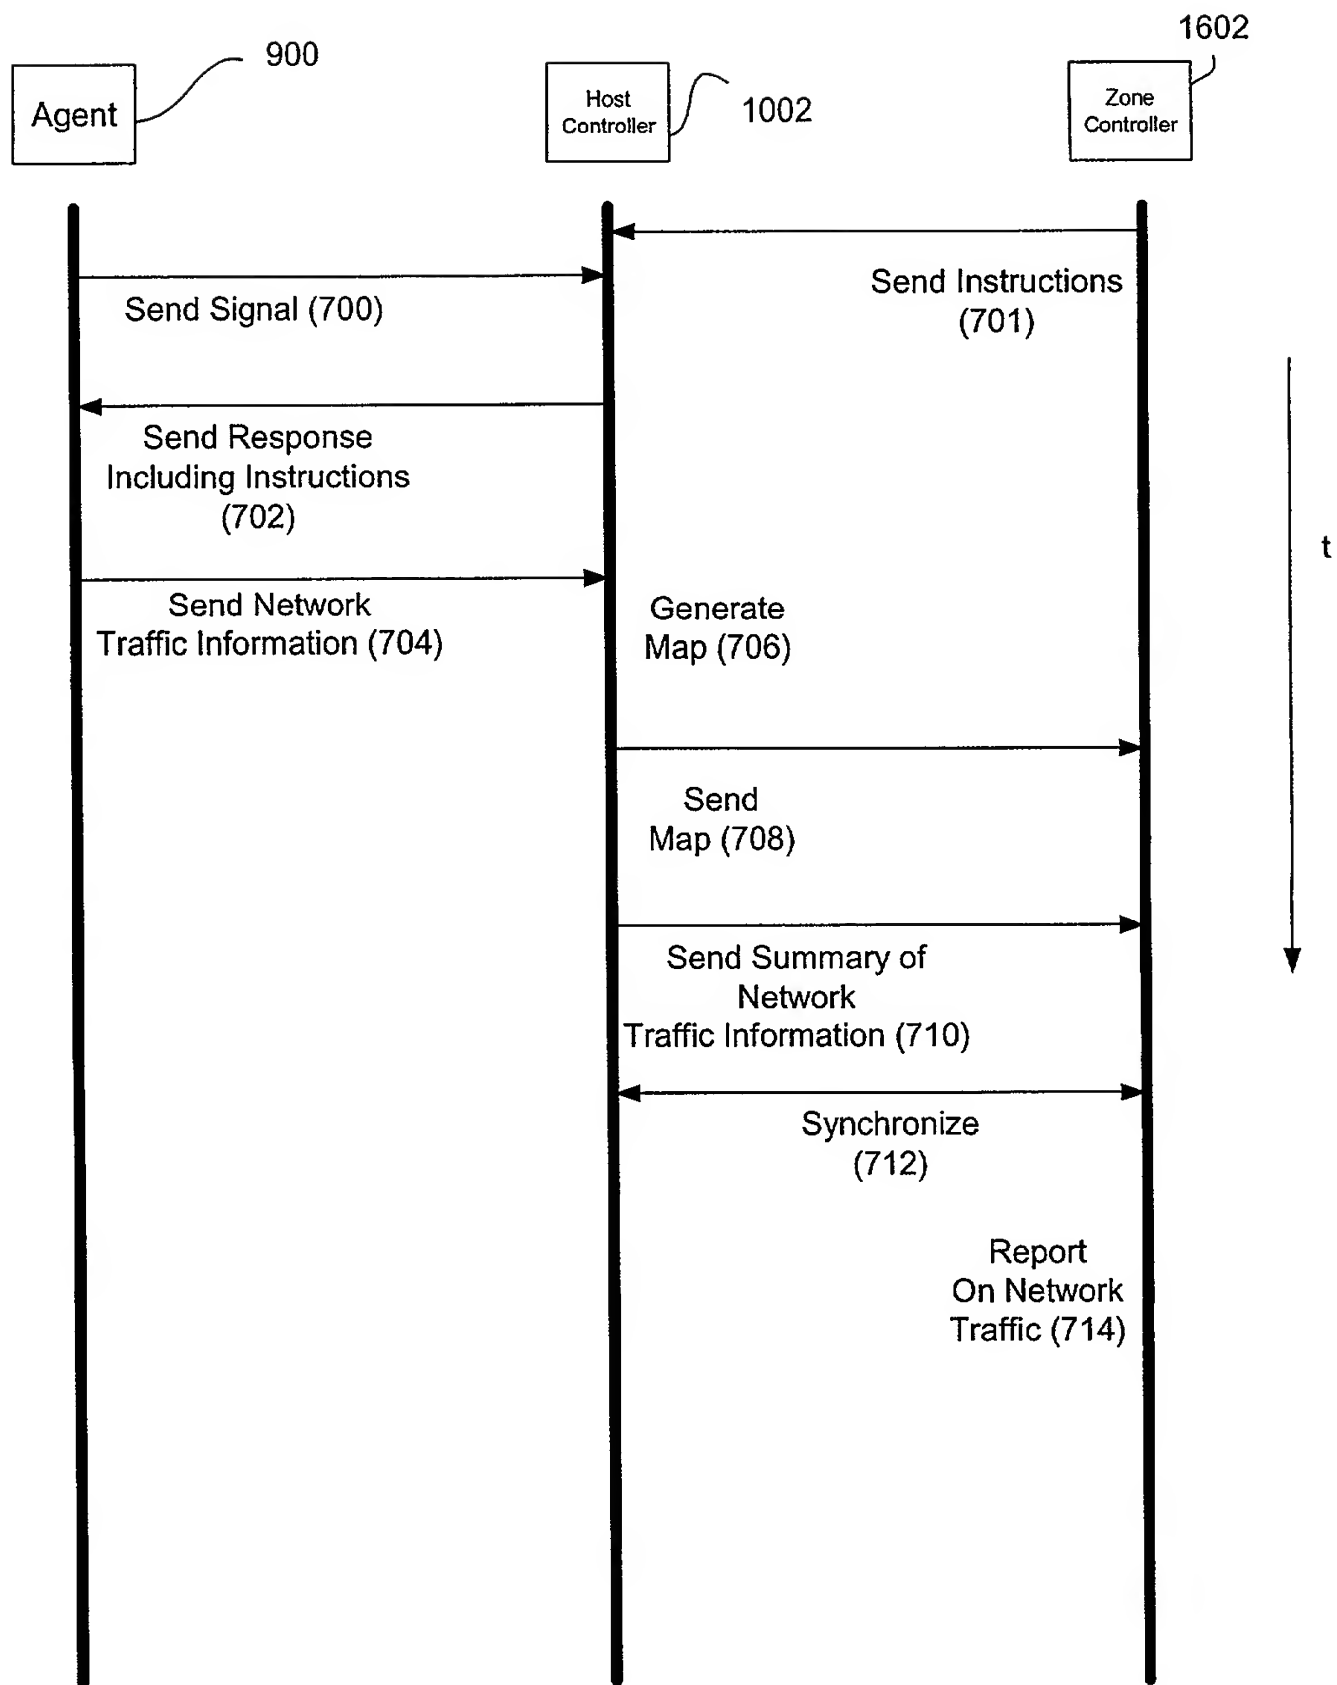 1602
900
Agent
Host
Controller
1002
Zone
Controller
Send Instructions
(701)
Send Signal (700)
Send Response
Including Instructions
(702)
t
Send Network
Traffic Information (704)
Generate
Map (706)
Send
Map (708)
Send Summary of
Network
Traffic Information (710)
Synchronize
(712)
Report
On Network
Traffic (714)